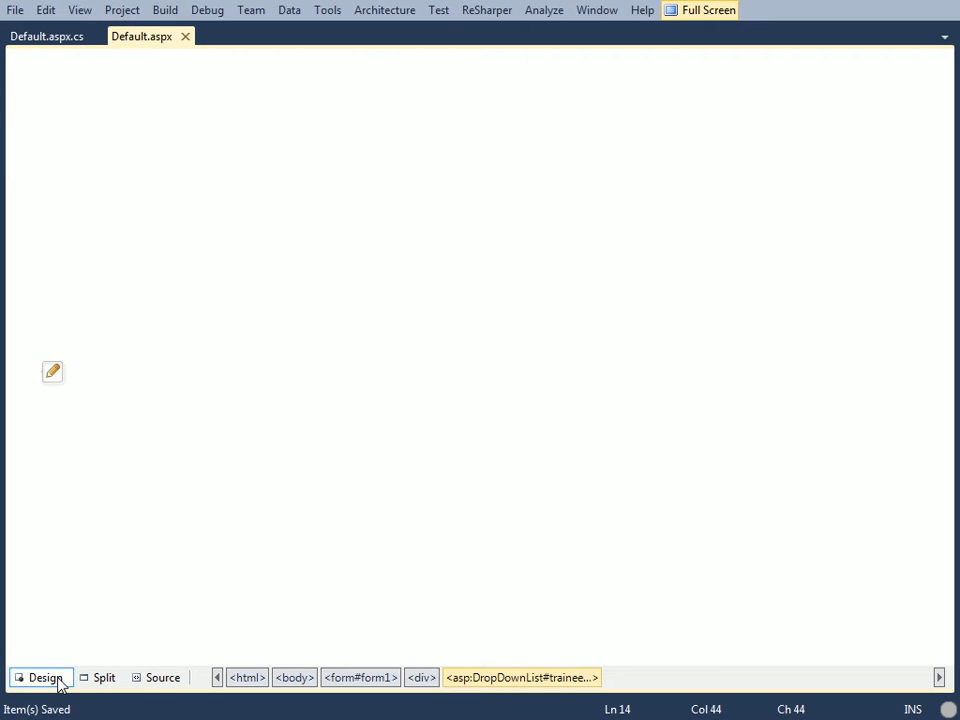 File Edit View Project Build Debug Team Data Tools Architecture Test ReSharper Analyze Window Help Full Screen
Default.aspx.cs Default.aspx
Design Split Source <html> <body> <form#form1> <div> <asp:DropDownList#trainee...>
Item(s) Saved Ln 14 Col 44 Ch 44 INS